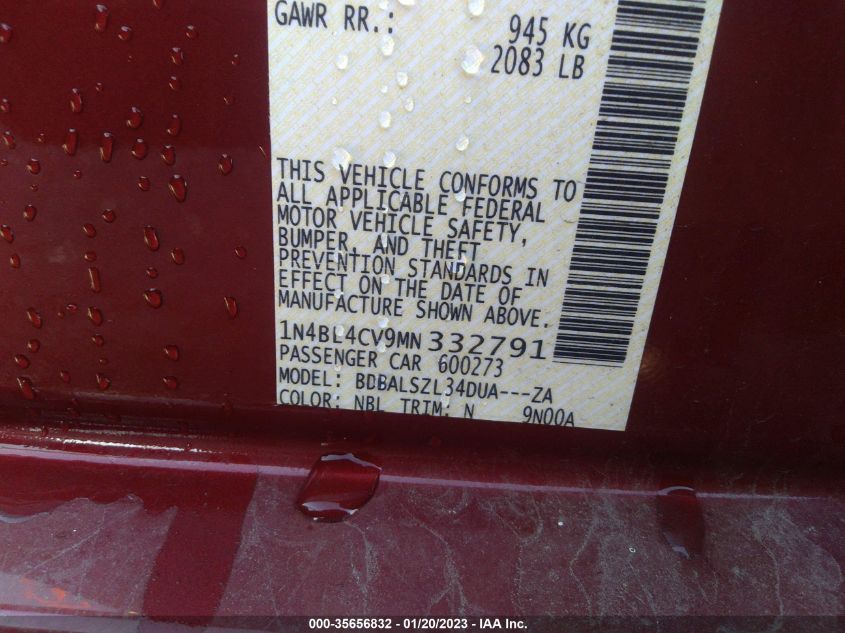 GAWR RR.: 945 KG
2083 LB
THIS VEHICLE CONFORMS TO
ALL APPLICABLE FEDERAL
MOTOR VEHICLE SAFETY,
BUMPER, AND THEFT
PREVENTION STANDARDS IN
EFFECT ON THE DATE OF
MANUFACTURE SHOWN ABOVE.
1N4BL4CV9MN332791
PASSENGER CAR 600273
MODEL: BDBALSZL34DUA---ZA
COLOR: NBL TRIM: N 9N00A
000-35656832 - 01/20/2023 - IAA Inc.